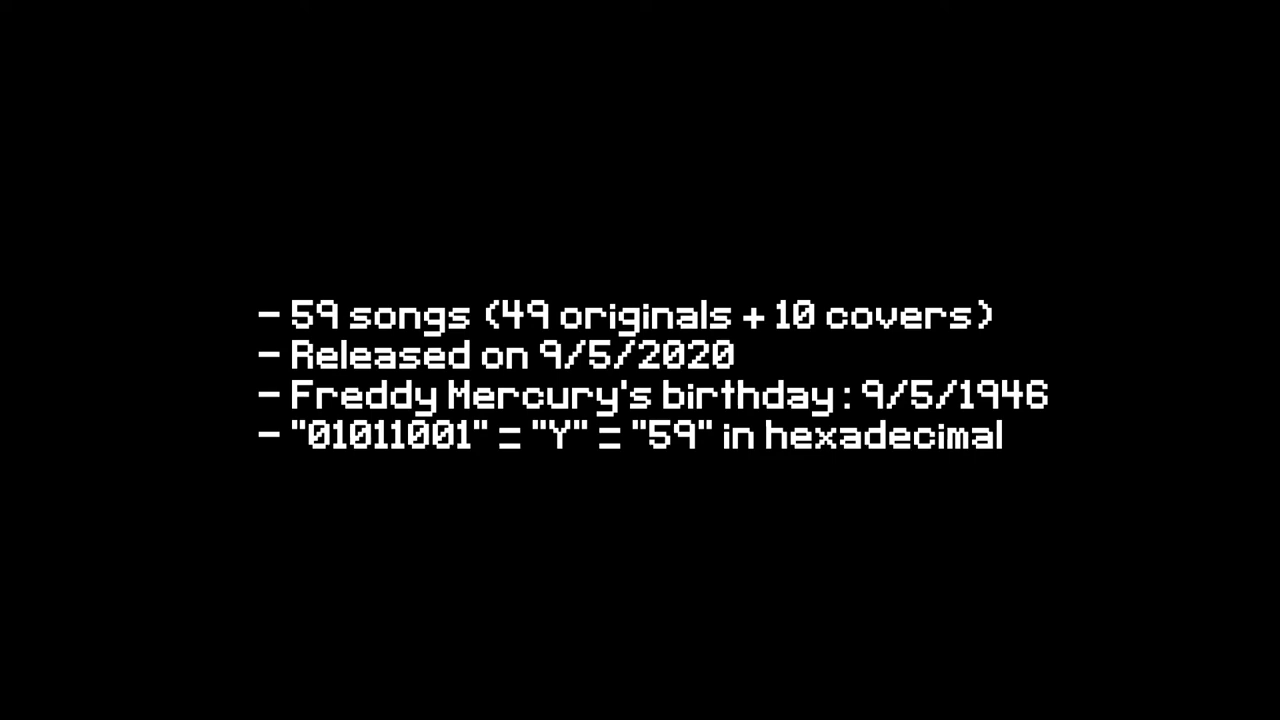 - 59 songs (49 originals + 10 covers)
- Released on 9/5/2020
- Freddy Mercury's birthday : 9/5/1946
- "01011001" = "Y" = "59" in hexadecimal